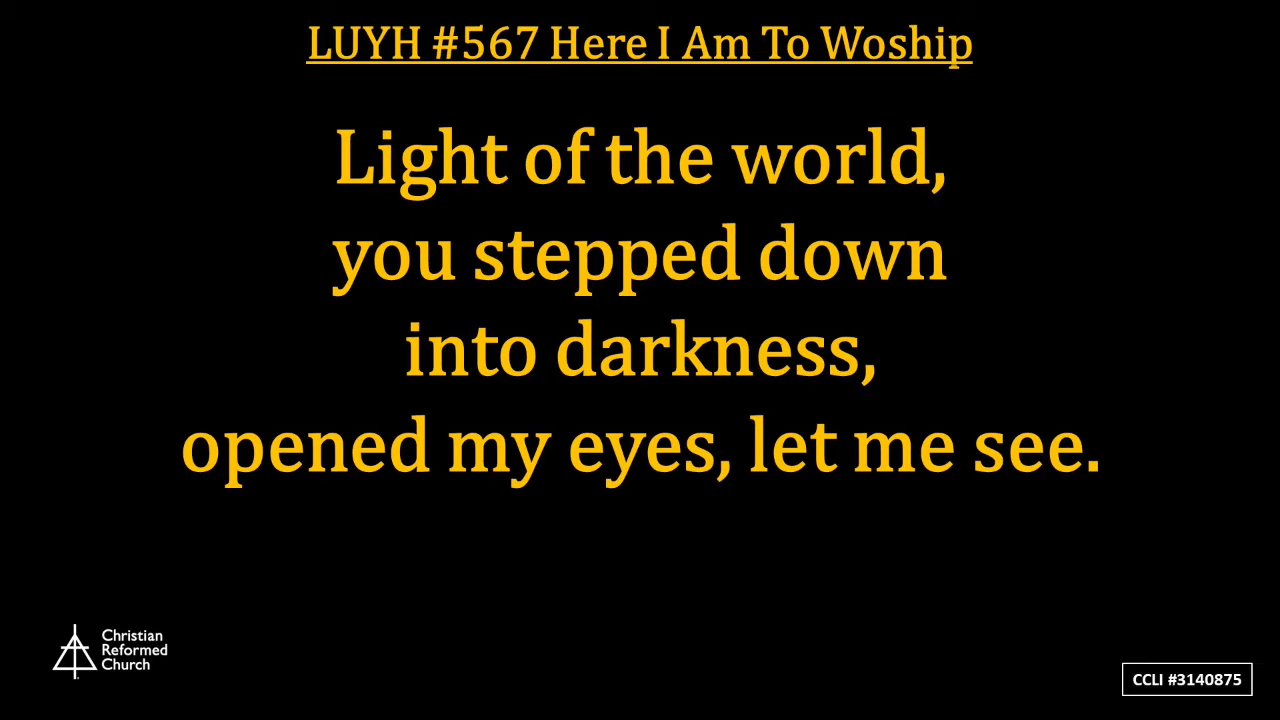 LUYH #567 Here I Am To Woship
Light of the world,
you stepped down
into darkness,
opened my eyes, let me see.
Christian
Reformed
Church
CCLI #3140875